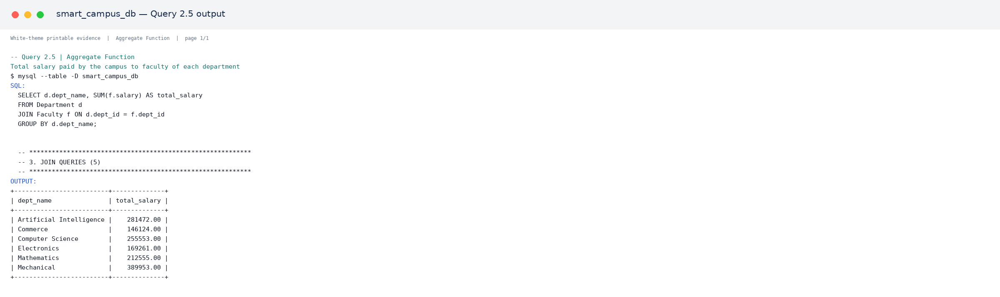 smart_campus_db — Query 2.5 output
White-theme printable evidence  |  Aggregate Function  |  page 1/1
-- Query 2.5 | Aggregate Function
Total salary paid by the campus to faculty of each department
$ mysql --table -D smart_campus_db
SQL:
  SELECT d.dept_name, SUM(f.salary) AS total_salary
  FROM Department d
  JOIN Faculty f ON d.dept_id = f.dept_id
  GROUP BY d.dept_name;
  -- ***********************************************************
  -- 3. JOIN QUERIES (5)
  -- ***********************************************************
OUTPUT:
+-------------------------+--------------+
| dept_name               | total_salary |
+-------------------------+--------------+
| Artificial Intelligence |    281472.00 |
| Commerce                |    146124.00 |
| Computer Science        |    255553.00 |
| Electronics             |    169261.00 |
| Mathematics             |    212555.00 |
| Mechanical              |    389953.00 |
+-------------------------+--------------+